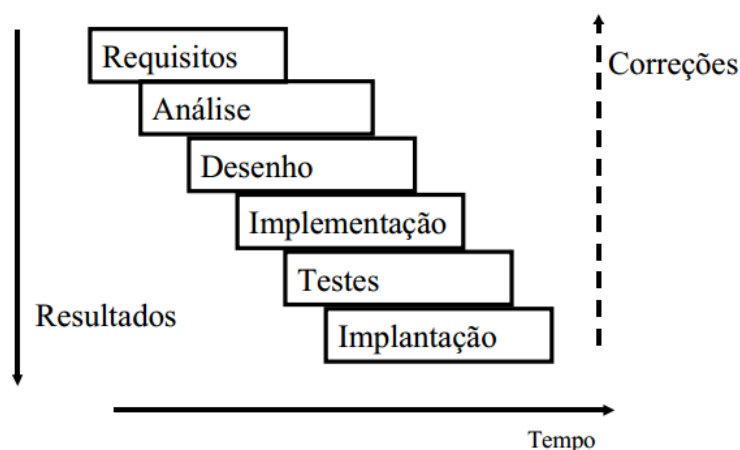 Requisitos
Correções
Análise
Desenho
Implementação
Testes
Resultados
Implantação
Tempo